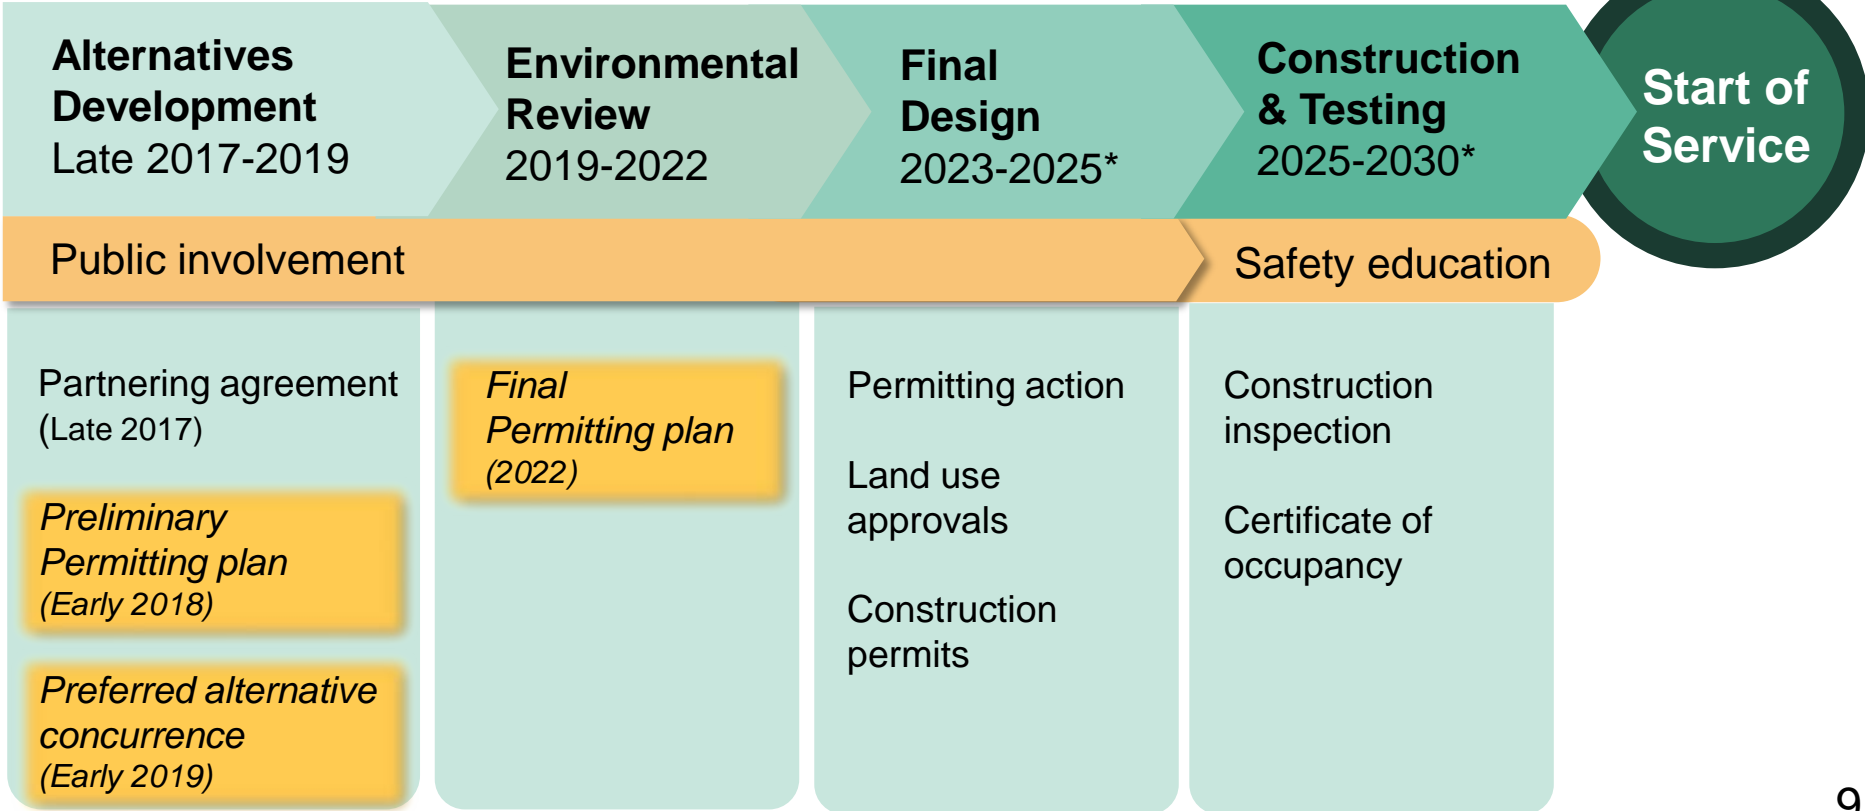 Alternatives
Development
Late 2017-2019
Environmental
Review
2019-2022
Final
Design
2023-2025*
Construction
& Testing
2025-2030*
Start of
Service
Public involvement
Safety education
Partnering agreement
(Late 2017)
Preliminary
Permitting plan
(Early 2018)
Preferred alternative
concurrence
(Early 2019)
Final
Permitting plan
(2022)
Permitting action
Land use
approvals
Construction
permits
Construction
inspection
Certificate of
occupancy